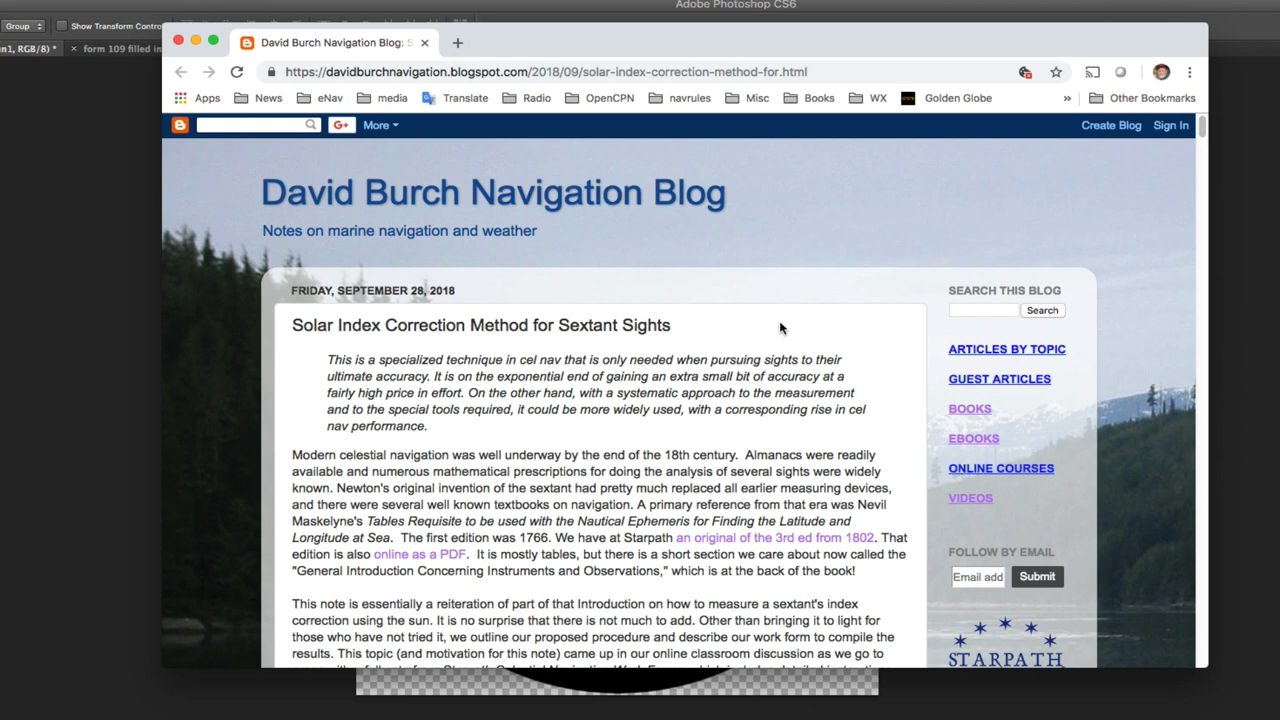 Adobe Photoshop CS6
Group
Show Transform Contro
n1, RGB/8) *
form 109 filled in
David Burch Navigation Blog: S
https://davidburchnavigation.blogspot.com/2018/09/solar-index-correction-method-for.html
Apps News eNav media Translate Radio OpenCPN navrules Misc Books WX Golden Globe » Other Bookmarks
G+ More Create Blog Sign In
David Burch Navigation Blog
Notes on marine navigation and weather
FRIDAY, SEPTEMBER 28, 2018
Solar Index Correction Method for Sextant Sights
This is a specialized technique in cel nav that is only needed when pursuing sights to their
ultimate accuracy. It is on the exponential end of gaining an extra small bit of accuracy at a
fairly high price in effort. On the other hand, with a systematic approach to the measurement
and to the special tools required, it could be more widely used, with a corresponding rise in cel
nav performance.
Modern celestial navigation was well underway by the end of the 18th century. Almanacs were readily
available and numerous mathematical prescriptions for doing the analysis of several sights were widely
known. Newton's original invention of the sextant had pretty much replaced all earlier measuring devices,
and there were several well known textbooks on navigation. A primary reference from that era was Nevil
Maskelyne's Tables Requisite to be used with the Nautical Ephemeris for Finding the Latitude and
Longitude at Sea. The first edition was 1766. We have at Starpath an original of the 3rd ed from 1802. That
edition is also online as a PDF. It is mostly tables, but there is a short section we care about now called the
"General Introduction Concerning Instruments and Observations," which is at the back of the book!
This note is essentially a reiteration of part of that Introduction on how to measure a sextant's index
correction using the sun. It is no surprise that there is not much to add. Other than bringing it to light for
those who have not tried it, we outline our proposed procedure and describe our work form to compile the
results. This topic (and motivation for this note) came up in our online classroom discussion as we go to
SEARCH THIS BLOG
Search
ARTICLES BY TOPIC
GUEST ARTICLES
BOOKS
EBOOKS
ONLINE COURSES
VIDEOS
FOLLOW BY EMAIL
Email add Submit
STARPATH